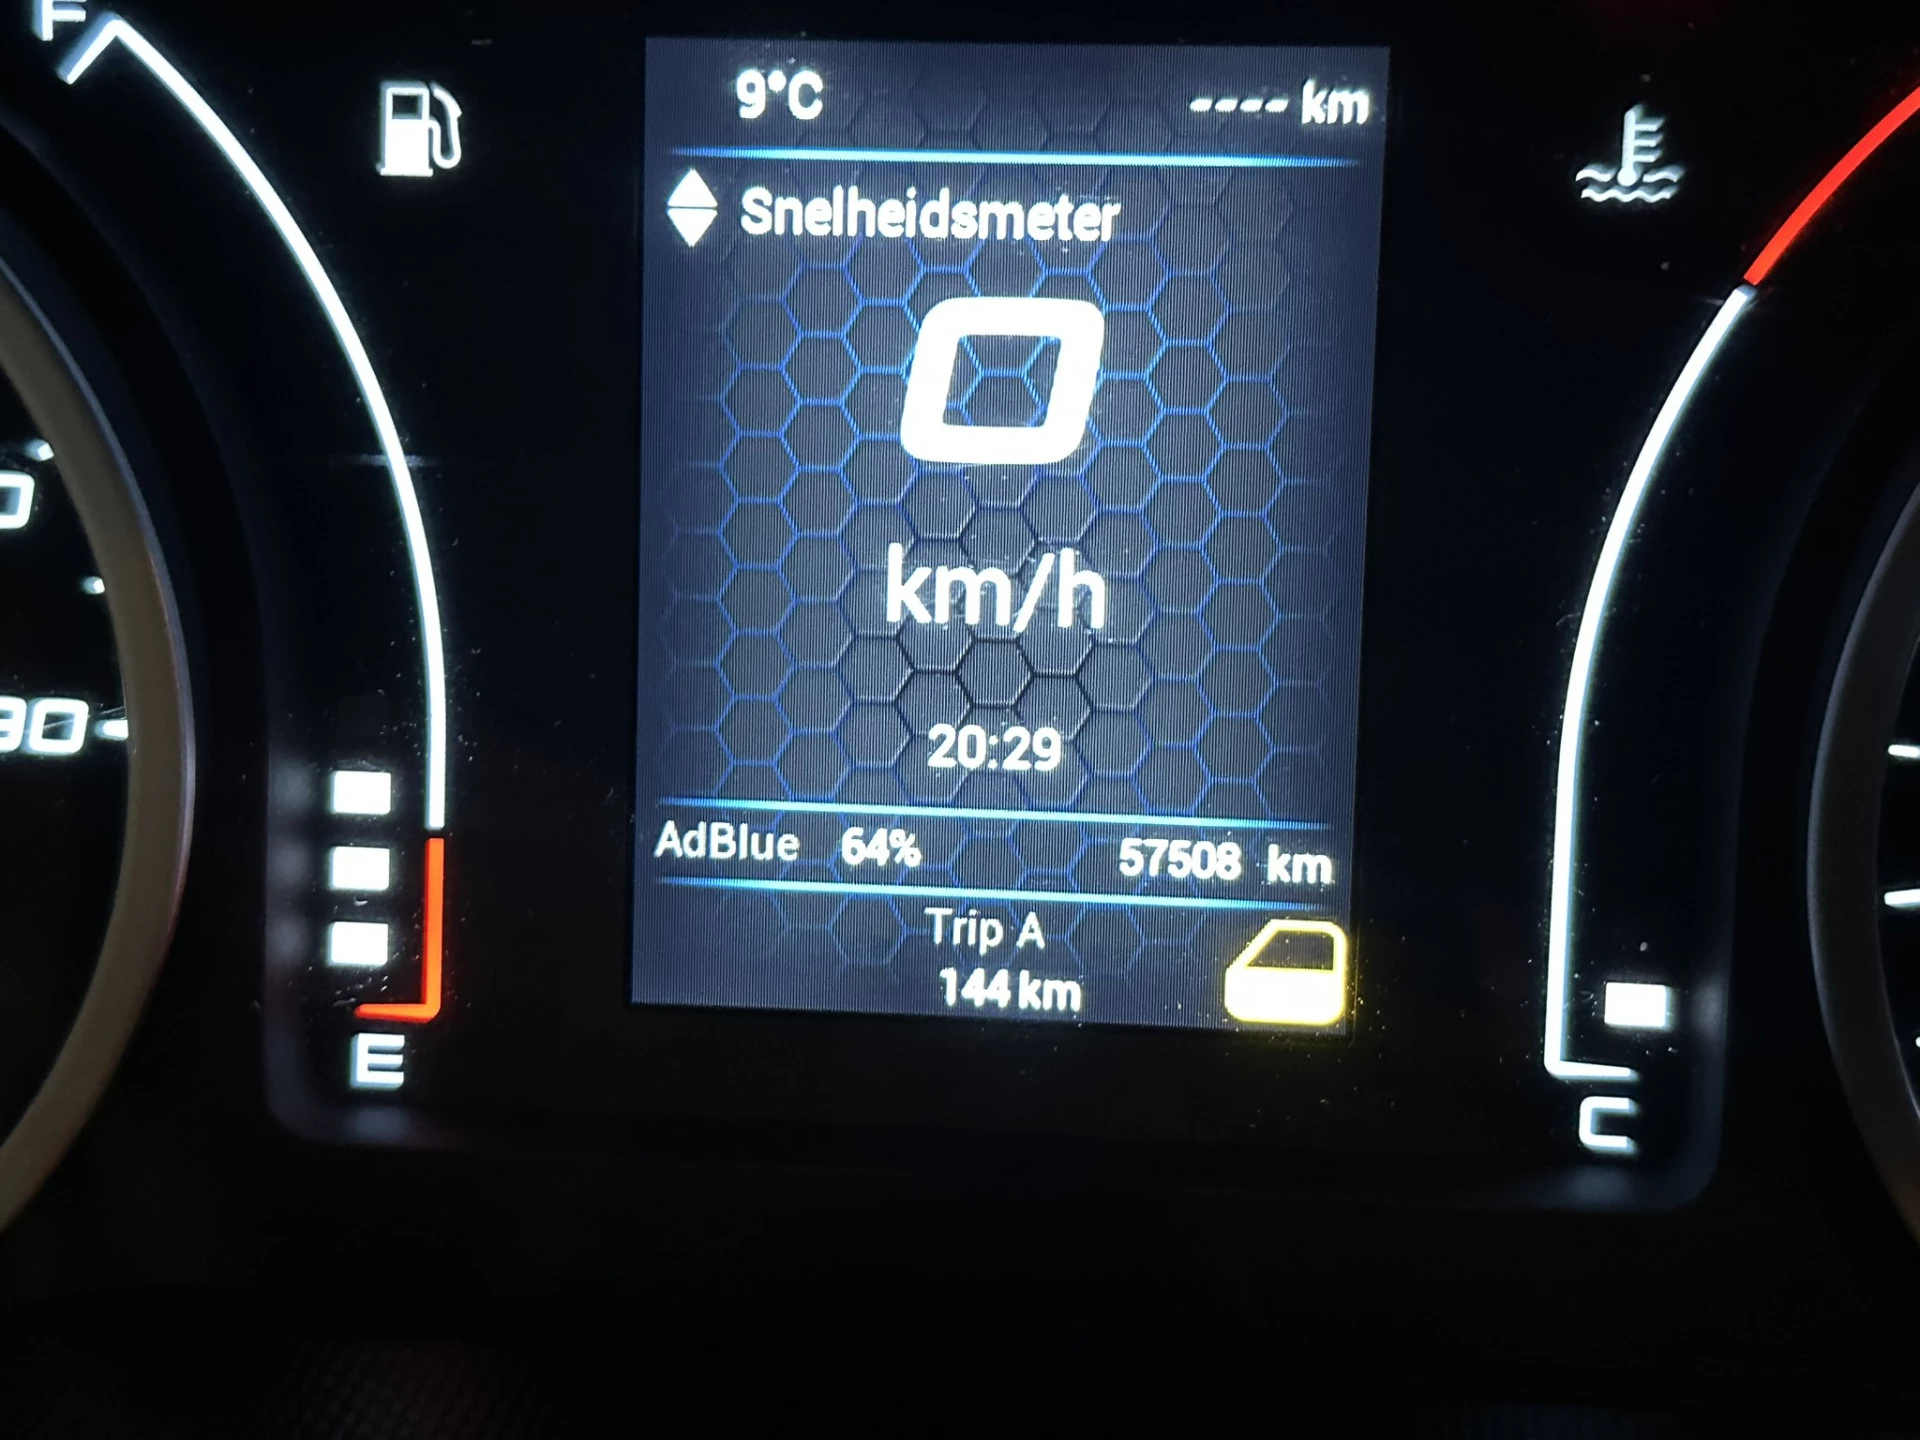 F
9°C
---- km
Snelheidsmeter
0
km/h
20:29
AdBlue 64% 57508 km
Trip A
144 km
E
C